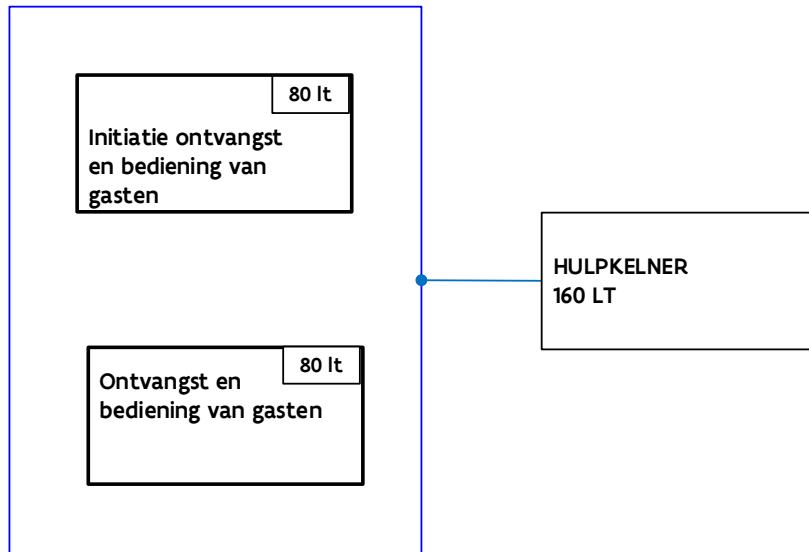 80 lt
Initiatie ontvangst
en bediening van
gasten
HULPKELNER
160 LT
80 lt
Ontvangst en
bediening van gasten